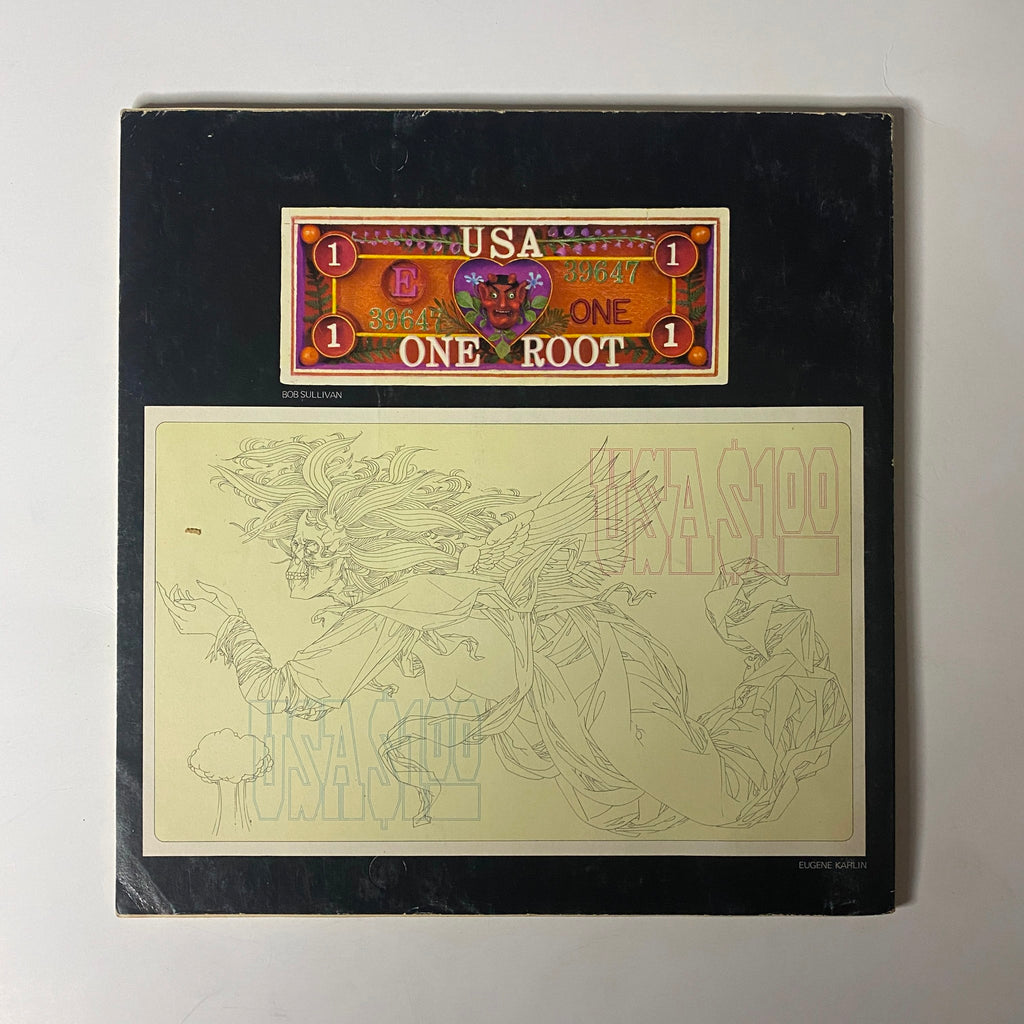 USA
1 1
E 39647
39647 ONE
1 1
ONE ROOT
BOB SULLIVAN
USA $100
USA $100
EUGENE KARLIN